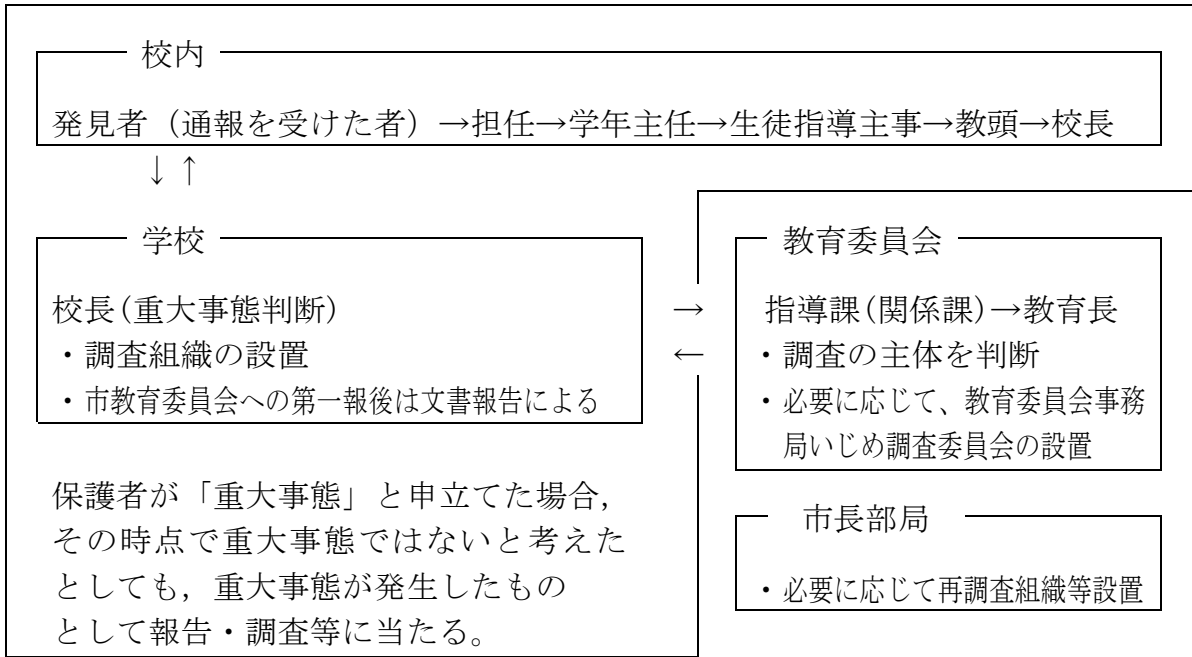 校内
発見者（通報を受けた者）→担任→学年主任→生徒指導主事→教頭→校長
↓↑
学校
校長(重大事態判断)
・調査組織の設置
・市教育委員会への第一報後は文書報告による
→
←
教育委員会
指導課(関係課)→教育長
・調査の主体を判断
・必要に応じて、教育委員会事務
局いじめ調査委員会の設置
保護者が「重大事態」と申立てた場合，
その時点で重大事態ではないと考えた
としても，重大事態が発生したもの
として報告・調査等に当たる。
市長部局
・必要に応じて再調査組織等設置